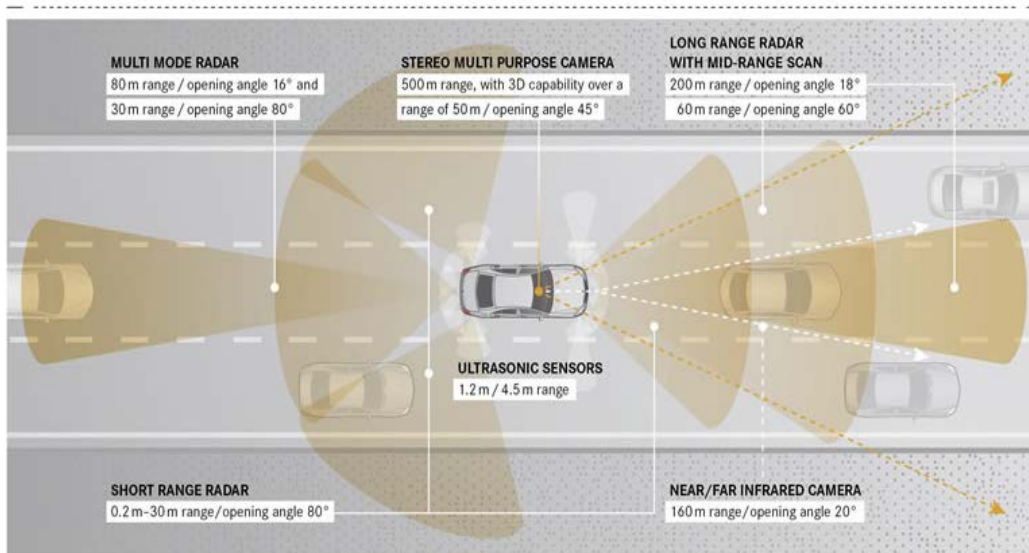 MULTI MODE RADAR
80 m range / opening angle 16° and
30 m range / opening angle 80°
STEREO MULTI PURPOSE CAMERA
500 m range, with 3D capability over a
range of 50 m / opening angle 45°
LONG RANGE RADAR
WITH MID-RANGE SCAN
200 m range / opening angle 18°
60 m range / opening angle 60°
ULTRASONIC SENSORS
1.2 m / 4.5 m range
SHORT RANGE RADAR
0.2 m–30 m range/opening angle 80°
NEAR/FAR INFRARED CAMERA
160 m range/opening angle 20°